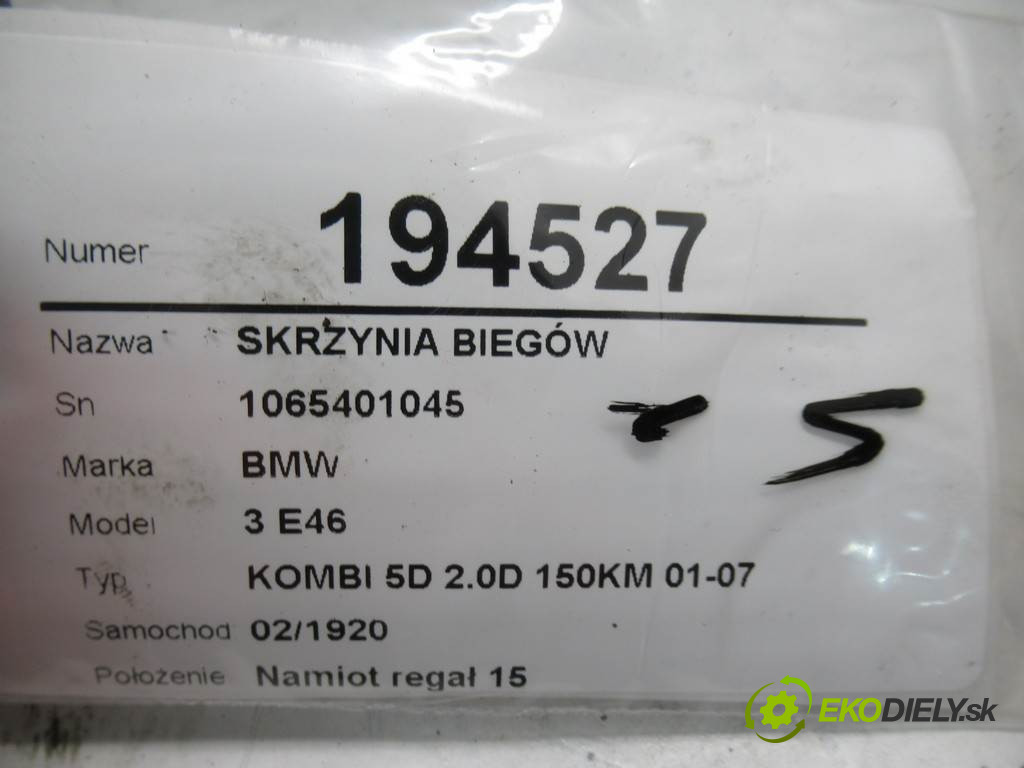 Numer 194527
Nazwa SKRZYNIA BIEGÓW
Sn 1065401045
Marka BMW
Model 3 E46
Typ KOMBI 5D 2.0D 150KM 01-07
Samochod 02/1920
Położenie Namiot regał 15
EKODIELY.sk